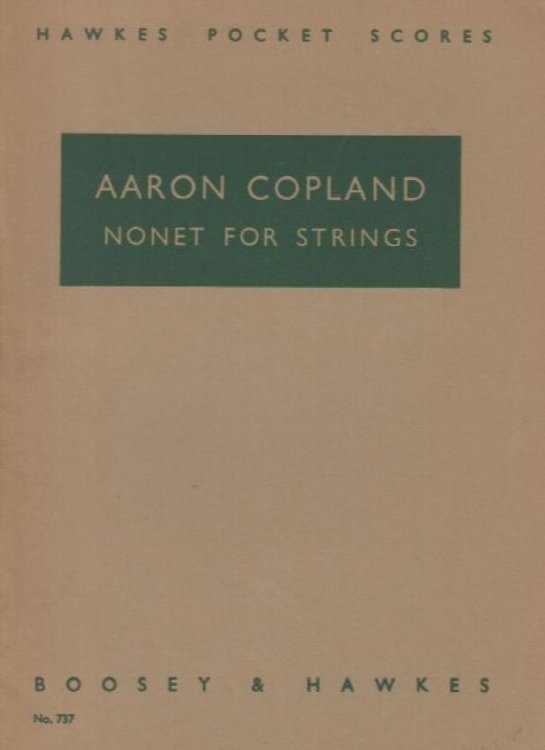 HAWKES POCKET SCORES
AARON COPLAND
NONET FOR STRINGS
BOOSEY & HAWKES
No. 737